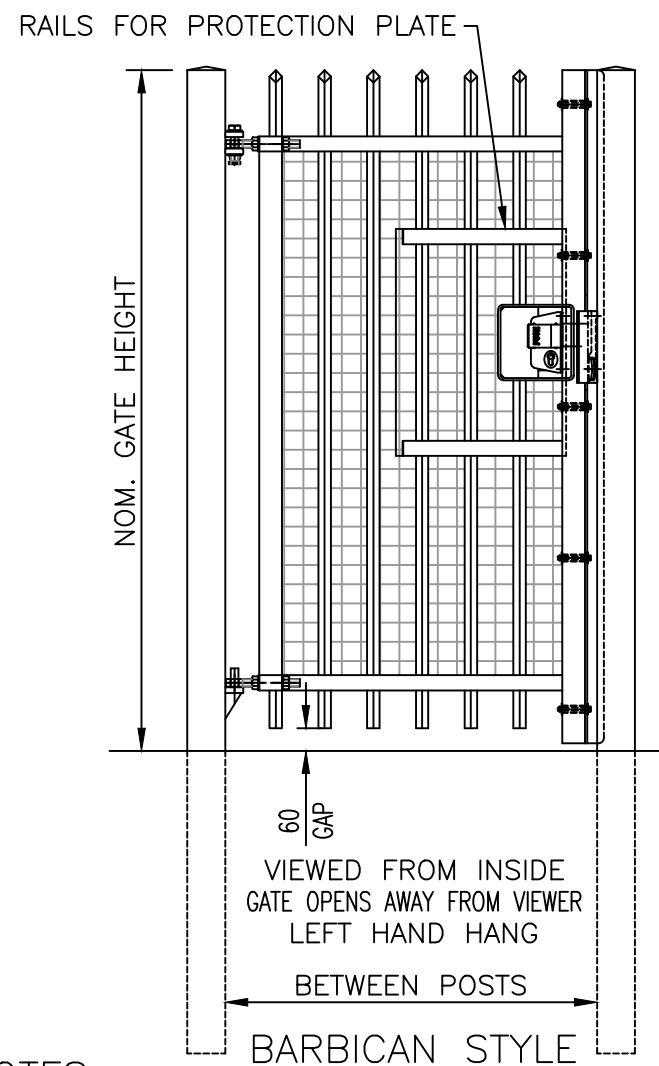 RAILS FOR PROTECTION PLATE
NOM. GATE HEIGHT
60
GAP
VIEWED FROM INSIDE
GATE OPENS AWAY FROM VIEWER
LEFT HAND HANG
BETWEEN POSTS
BARBICAN STYLE